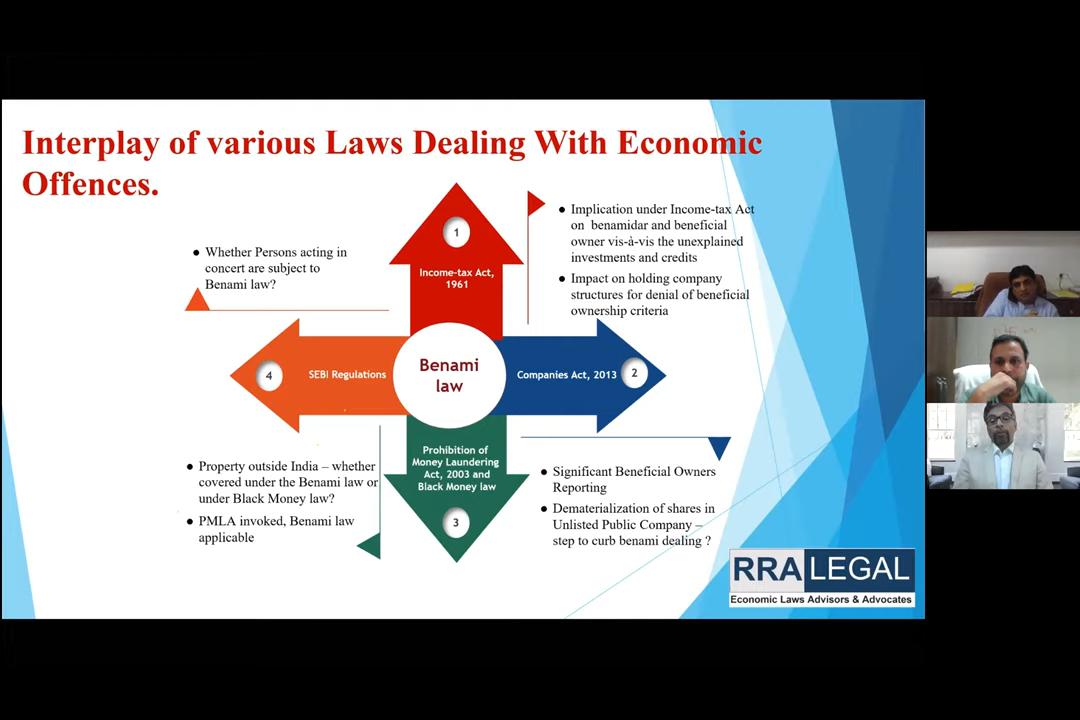 Interplay of various Laws Dealing With Economic
Offences.
1
Income-tax Act,
1961
● Implication under Income-tax Act
on benamidar and beneficial
owner vis-à-vis the unexplained
investments and credits
● Impact on holding company
structures for denial of beneficial
ownership criteria
● Whether Persons acting in
concert are subject to
Benami law?
4
SEBI Regulations
Benami
law
Companies Act, 2013
2
Prohibition of
Money Laundering
Act, 2003 and
Black Money law
3
● Property outside India – whether
covered under the Benami law or
under Black Money law?
● PMLA invoked, Benami law
applicable
● Significant Beneficial Owners
Reporting
● Dematerialization of shares in
Unlisted Public Company –
step to curb benami dealing ?
RRA LEGAL
Economic Laws Advisors & Advocates